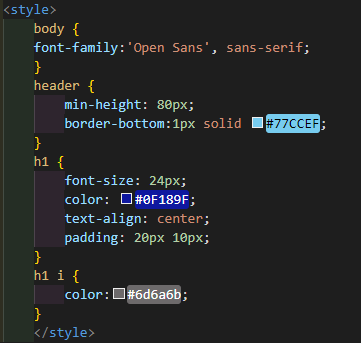 <style>
body {
font-family:'Open Sans', sans-serif;
}
header {
min-height: 80px;
border-bottom:1px solid #77CCEF;
}
h1 {
font-size: 24px;
color: #0F189F;
text-align: center;
padding: 20px 10px;
}
h1 i {
color:#6d6a6b;
}
</style>